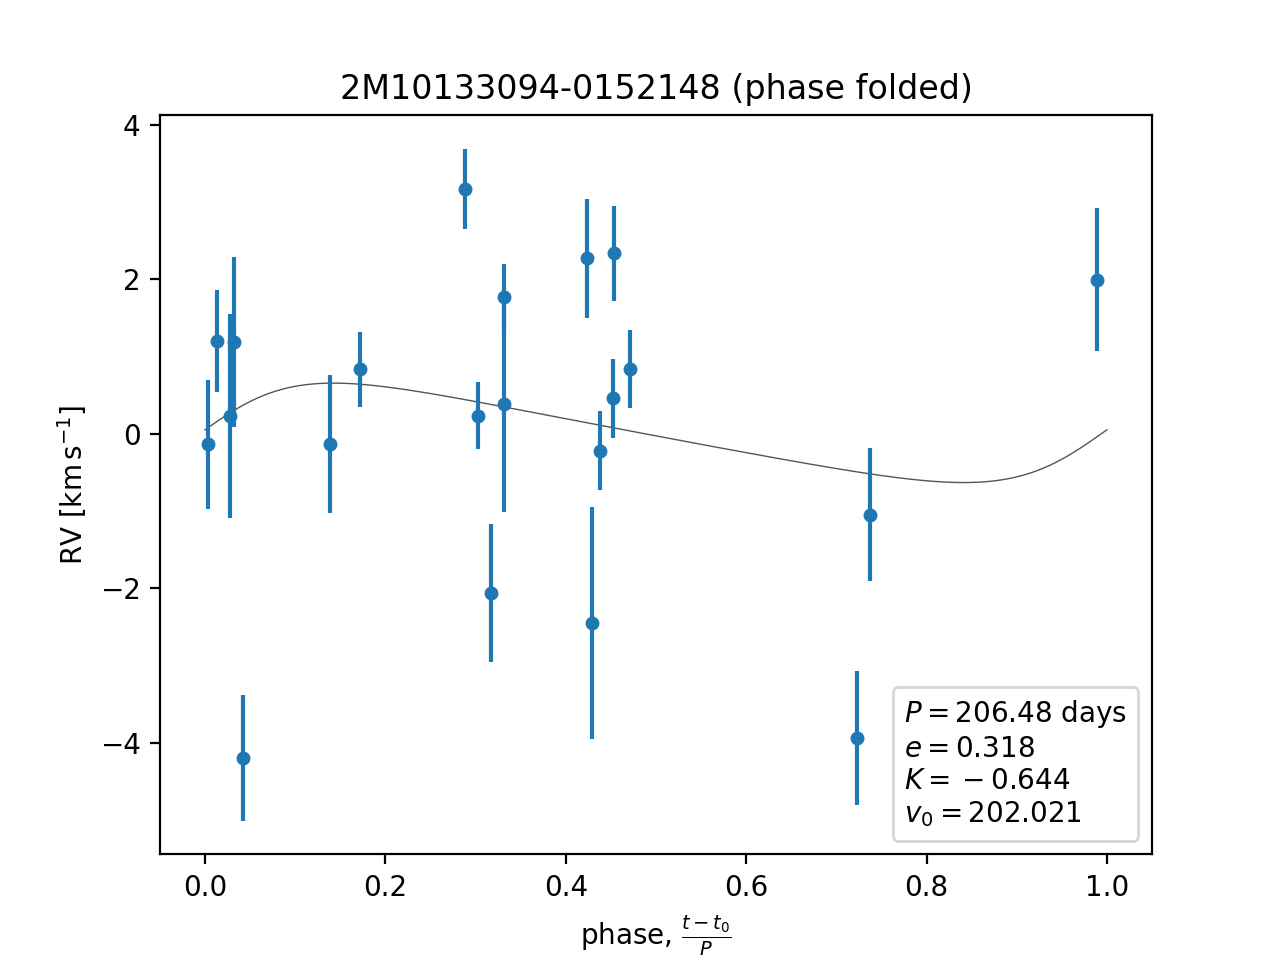 2M10133094-0152148 (phase folded)
4
2
0
−2
−4
RV [km s⁻¹]
P = 206.48 days
e = 0.318
K = −0.644
v₀ = 202.021
0.0 0.2 0.4 0.6 0.8 1.0
phase, (t − t₀)/P